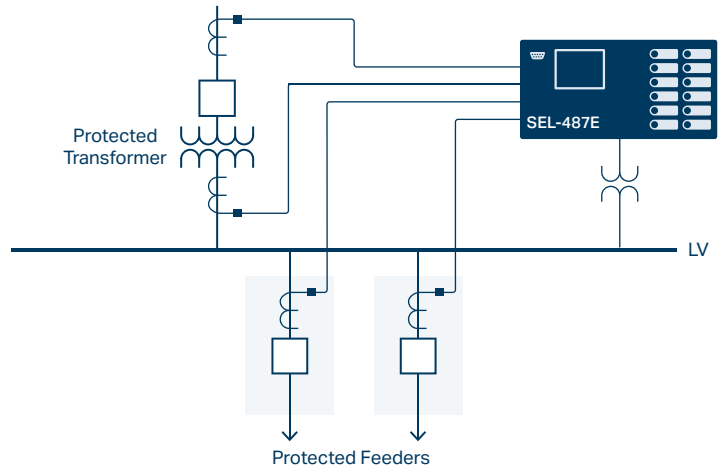 SEL-487E
Protected
Transformer
LV
Protected Feeders